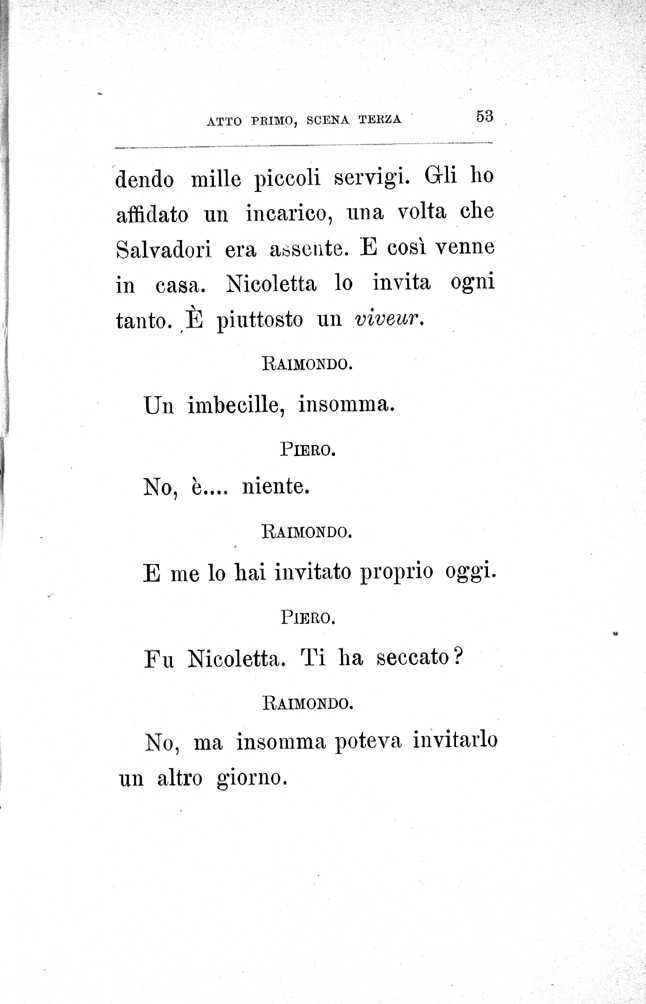 ATTO PRIMO, SCENA TERZA 53
dendo mille piccoli servigi. Gli ho
affidato un incarico, una volta che
Salvadori era assente. E così venne
in casa. Nicoletta lo invita ogni
tanto. È piuttosto un viveur.
RAIMONDO.
Un imbecille, insomma.
PIERO.
No, è.... niente.
RAIMONDO.
E me lo hai invitato proprio oggi.
PIERO.
Fu Nicoletta. Ti ha seccato?
RAIMONDO.
No, ma insomma poteva invitarlo
un altro giorno.